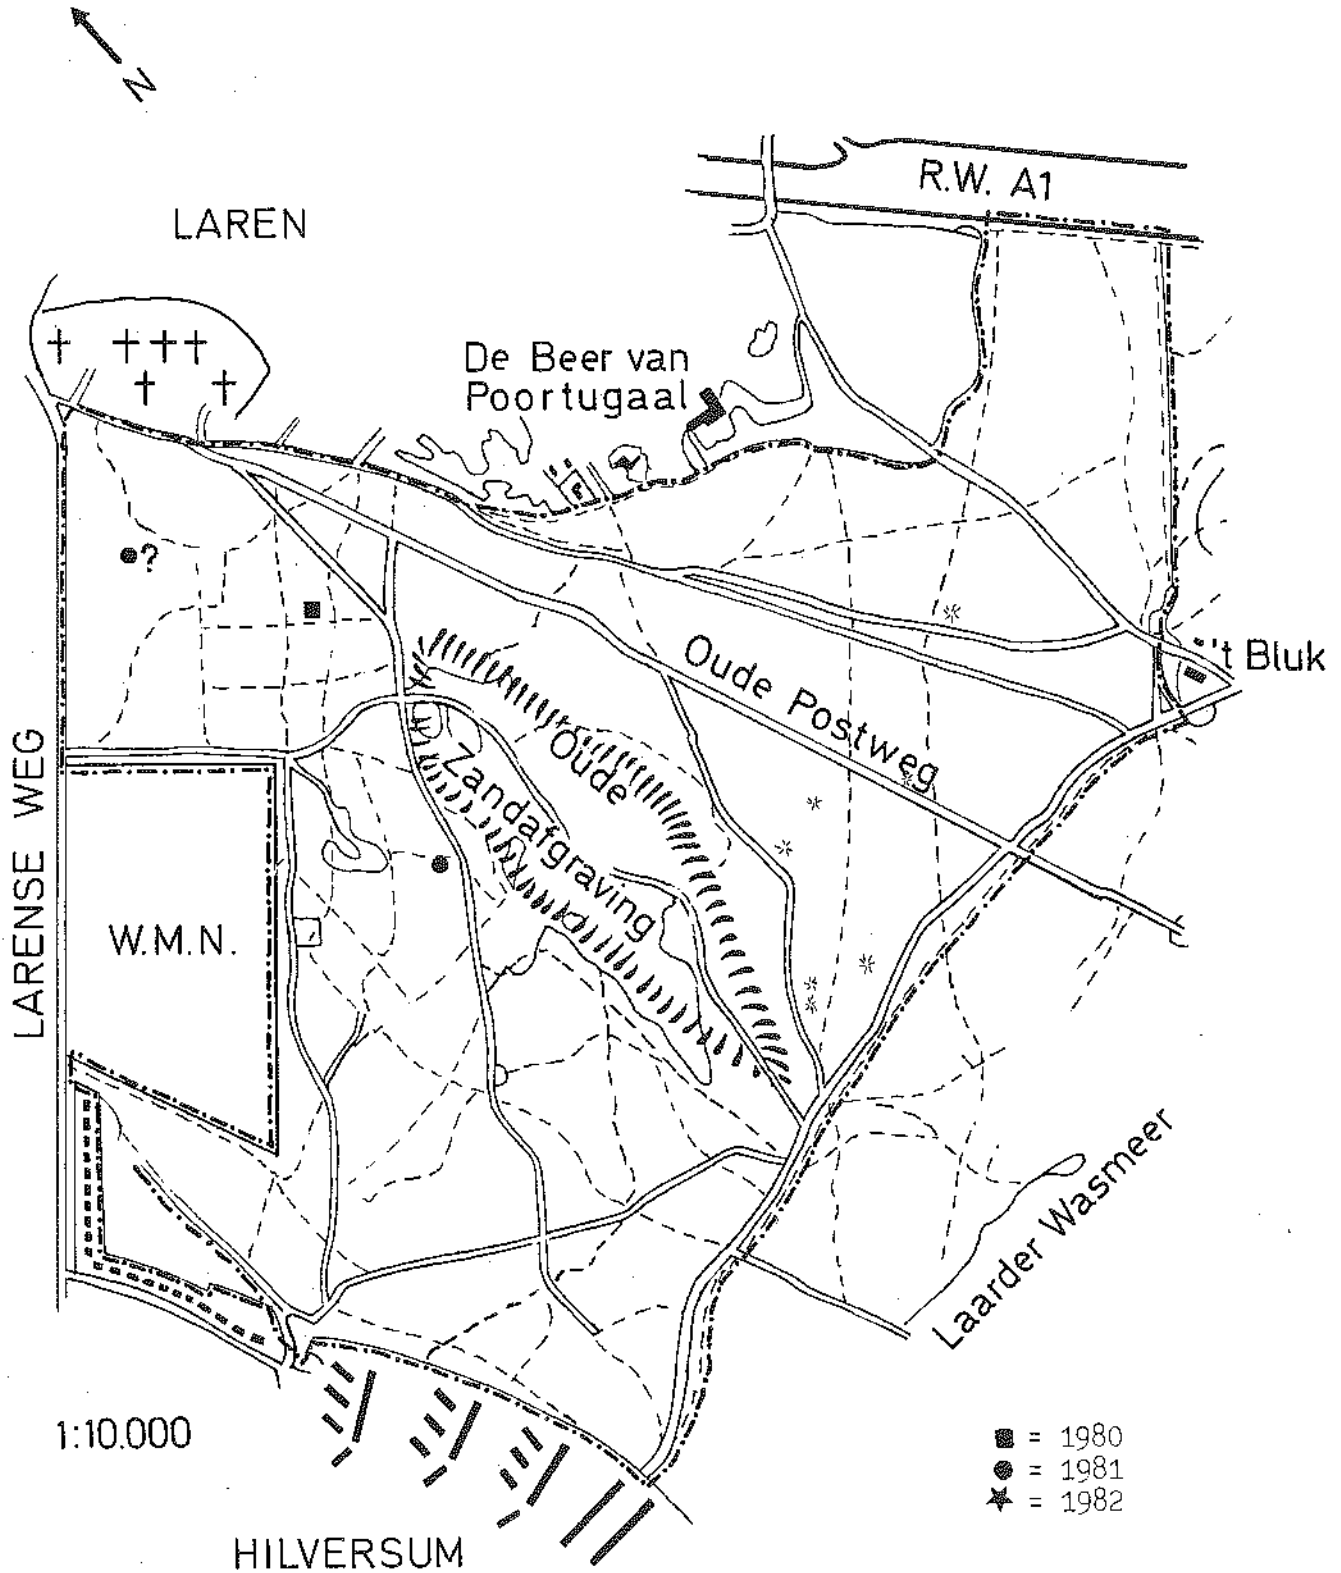 N
R.W. A1
LAREN
De Beer van
Poortugaal
?
't Bluk
Oude Postweg
Oude
Zandafgraving
LARENSE WEG
W.M.N.
Laarder Wasmeer
1:10.000
= 1980
= 1981
= 1982
HILVERSUM